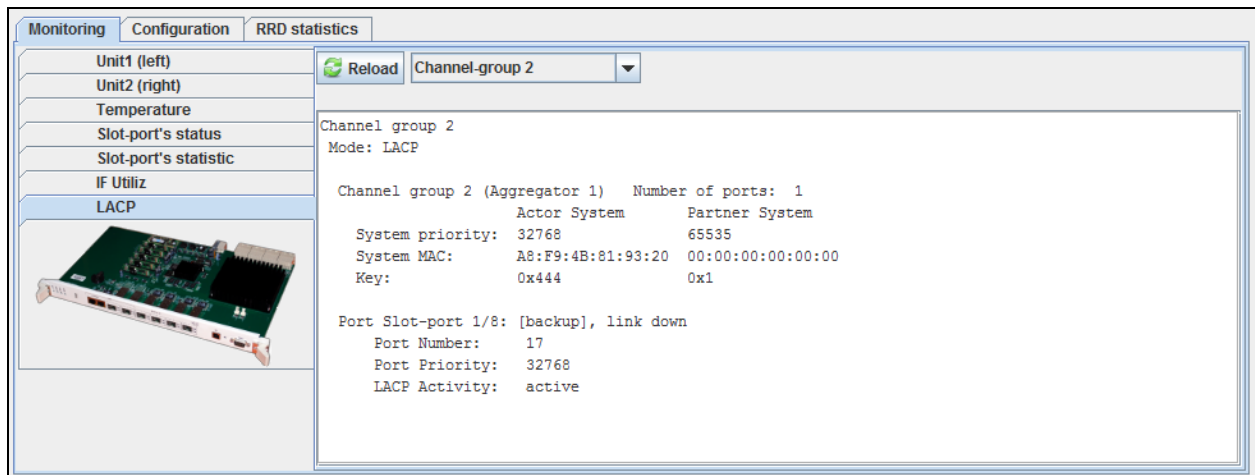 Monitoring Configuration RRD statistics
Unit1 (left)
Unit2 (right)
Temperature
Slot-port's status
Slot-port's statistic
IF Utiliz
LACP
Reload Channel-group 2
Channel group 2
Mode: LACP
Channel group 2 (Aggregator 1) Number of ports: 1
Actor System Partner System
System priority: 32768 65535
System MAC: A8:F9:4B:81:93:20 00:00:00:00:00:00
Key: 0x444 0x1
Port Slot-port 1/8: [backup], link down
Port Number: 17
Port Priority: 32768
LACP Activity: active